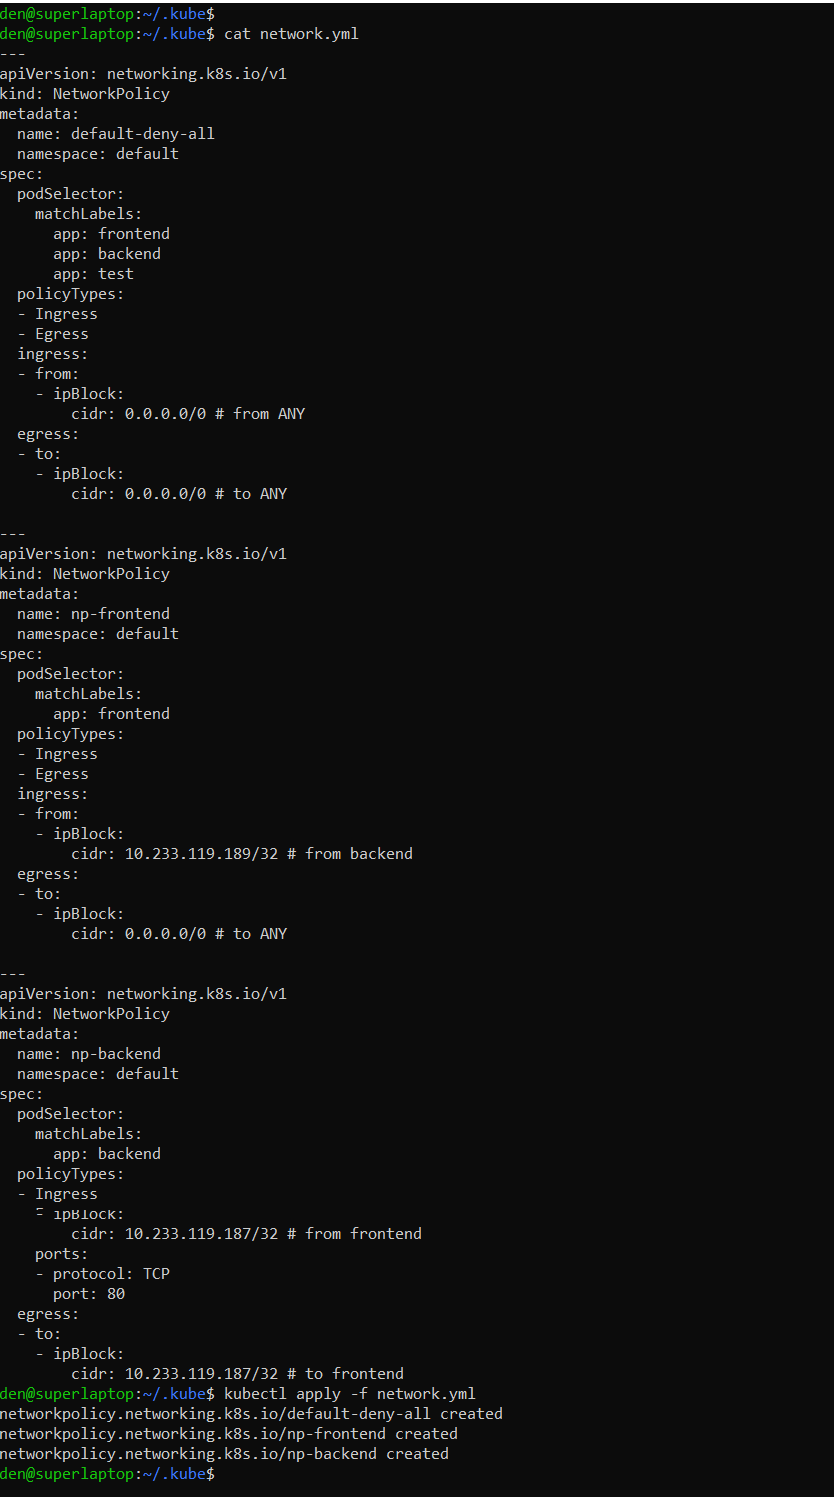 den@superlaptop:~/.kube$
den@superlaptop:~/.kube$ cat network.yml
---
apiVersion: networking.k8s.io/v1
kind: NetworkPolicy
metadata:
  name: default-deny-all
  namespace: default
spec:
  podSelector:
    matchLabels:
      app: frontend
      app: backend
      app: test
  policyTypes:
  - Ingress
  - Egress
  ingress:
  - from:
    - ipBlock:
        cidr: 0.0.0.0/0 # from ANY
  egress:
  - to:
    - ipBlock:
        cidr: 0.0.0.0/0 # to ANY

---
apiVersion: networking.k8s.io/v1
kind: NetworkPolicy
metadata:
  name: np-frontend
  namespace: default
spec:
  podSelector:
    matchLabels:
      app: frontend
  policyTypes:
  - Ingress
  - Egress
  ingress:
  - from:
    - ipBlock:
        cidr: 10.233.119.189/32 # from backend
  egress:
  - to:
    - ipBlock:
        cidr: 0.0.0.0/0 # to ANY

---
apiVersion: networking.k8s.io/v1
kind: NetworkPolicy
metadata:
  name: np-backend
  namespace: default
spec:
  podSelector:
    matchLabels:
      app: backend
  policyTypes:
  - Ingress
    - ipBlock:
        cidr: 10.233.119.187/32 # from frontend
    ports:
    - protocol: TCP
      port: 80
  egress:
  - to:
    - ipBlock:
        cidr: 10.233.119.187/32 # to frontend
den@superlaptop:~/.kube$ kubectl apply -f network.yml
networkpolicy.networking.k8s.io/default-deny-all created
networkpolicy.networking.k8s.io/np-frontend created
networkpolicy.networking.k8s.io/np-backend created
den@superlaptop:~/.kube$